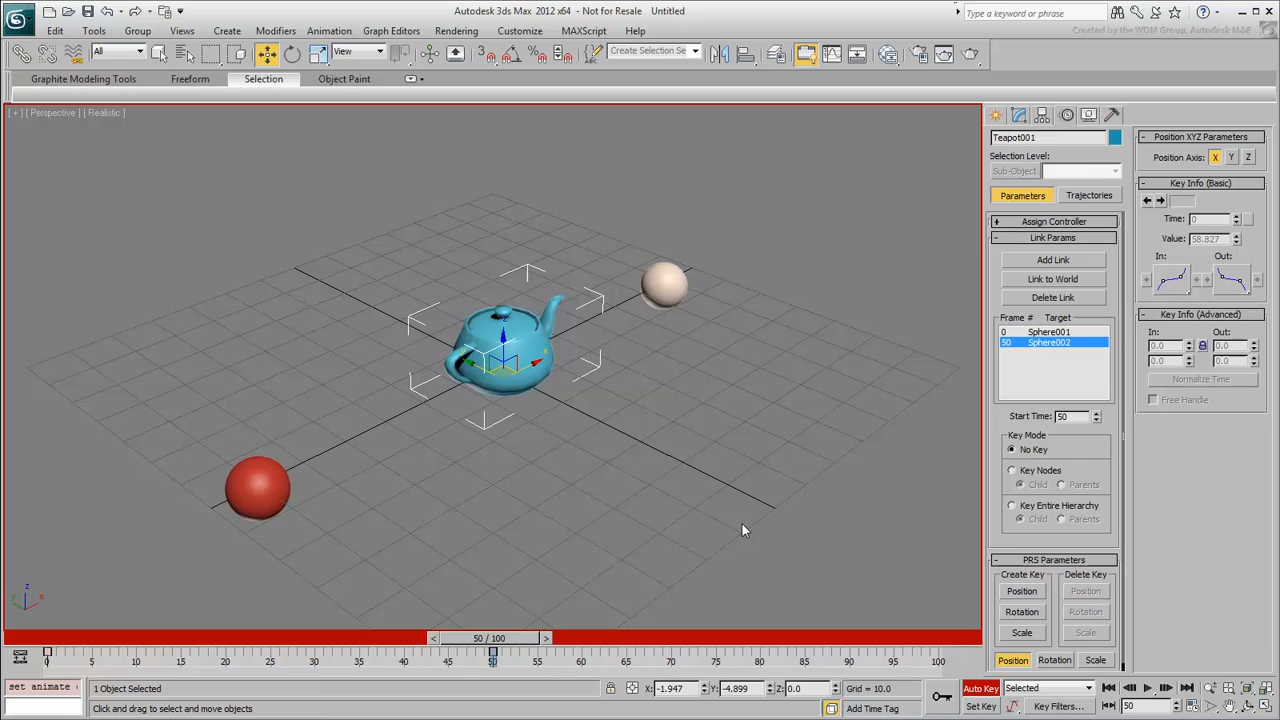 Autodesk 3ds Max 2012 x64 - Not for Resale Untitled
Type a keyword or phrase
Edit Tools Group Views Create Modifiers Animation Graph Editors Rendering Customize MAXScript Help
Created by the WDM Group, Autodesk M&E
All View 3 Create Selection Se
Graphite Modeling Tools Freeform Selection Object Paint
[ + ] [ Perspective ] [ Realistic ]
Teapot001
Selection Level:
Sub-Object
Parameters Trajectories
+ Assign Controller
- Link Params
Add Link
Link to World
Delete Link
Frame # Target
0 Sphere001
50 Sphere002
Start Time: 50
Key Mode
No Key
Key Nodes
Child Parents
Key Entire Hierarchy
Child Parents
- PRS Parameters
Create Key Delete Key
Position Position
Rotation Rotation
Scale Scale
Position Rotation Scale
- Position XYZ Parameters
Position Axis: X Y Z
- Key Info (Basic)
Time: 0
Value: 58.827
In: Out:
- Key Info (Advanced)
In: Out:
0.0 0.0
0.0 0.0
Normalize Time
Free Handle
z
x
z
x
< 50 / 100 >
0 5 10 15 20 25 30 35 40 45 50 55 60 65 70 75 80 85 90 95 100
set animate 1 Object Selected X: -1.947 Y: -4.899 Z: 0.0 Grid = 10.0 Auto Key Selected
Click and drag to select and move objects Add Time Tag Set Key Key Filters... 50